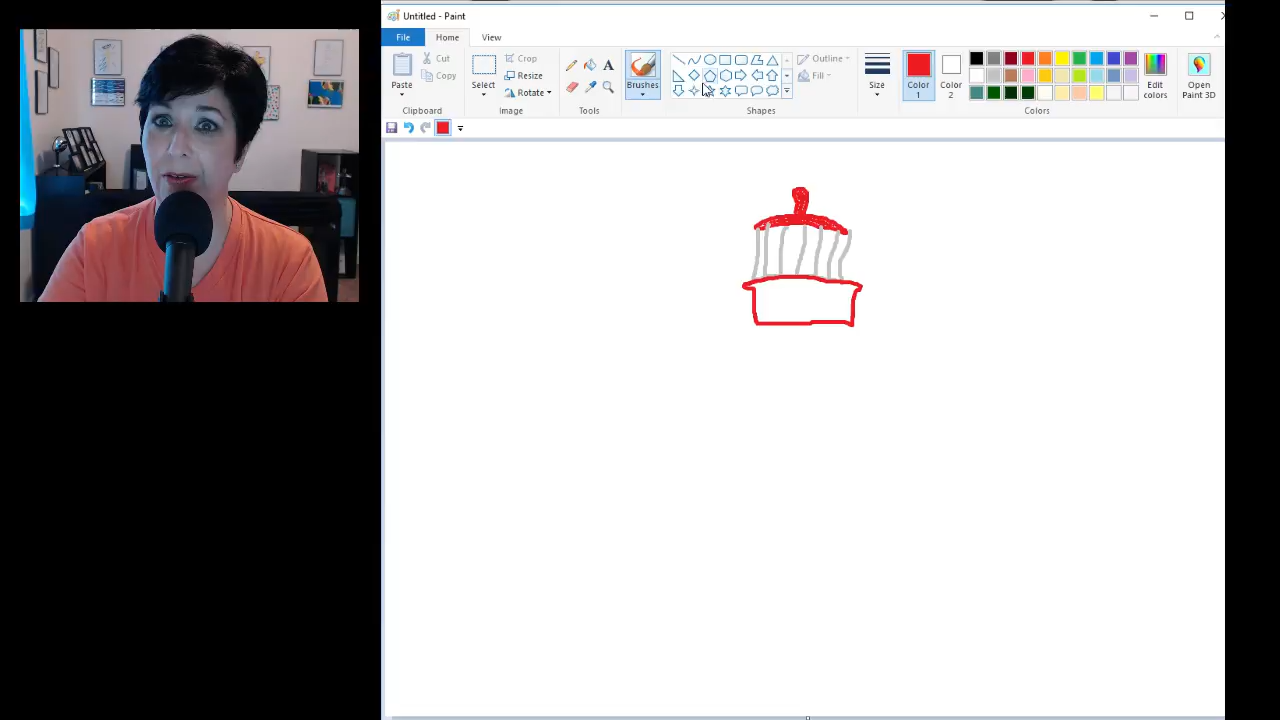 Untitled - Paint
File Home View
Paste
Cut
Copy
Clipboard
Select
Crop
Resize
Rotate
Image
A
Tools
Brushes
Outline
Fill
Shapes
Size
Color
1
Color
2
Edit
colors
Colors
Open
Paint 3D